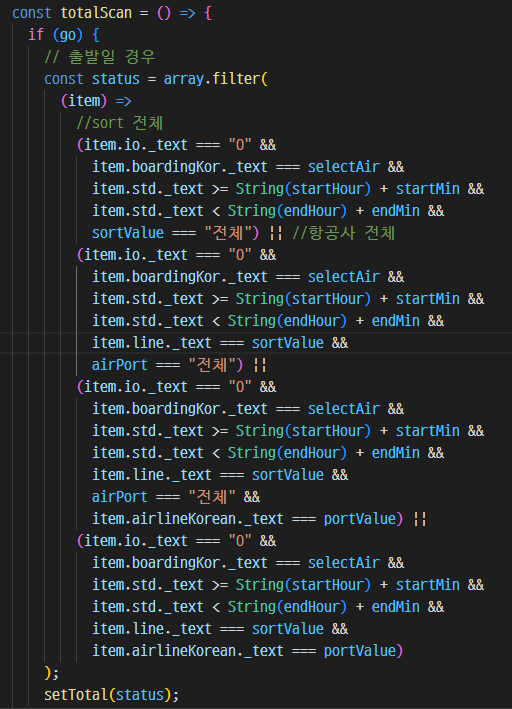 const totalScan = () => {
if (go) {
// 출발일 경우
const status = array.filter(
(item) =>
//sort 전체
(item.io._text === "O" &&
item.boardingKor._text === selectAir &&
item.std._text >= String(startHour) + startMin &&
item.std._text < String(endHour) + endMin &&
sortValue === "전체") || //항공사 전체
(item.io._text === "O" &&
item.boardingKor._text === selectAir &&
item.std._text >= String(startHour) + startMin &&
item.std._text < String(endHour) + endMin &&
item.line._text === sortValue &&
airPort === "전체") ||
(item.io._text === "O" &&
item.boardingKor._text === selectAir &&
item.std._text >= String(startHour) + startMin &&
item.std._text < String(endHour) + endMin &&
item.line._text === sortValue &&
airPort === "전체" &&
item.airlineKorean._text === portValue) ||
(item.io._text === "O" &&
item.boardingKor._text === selectAir &&
item.std._text >= String(startHour) + startMin &&
item.std._text < String(endHour) + endMin &&
item.line._text === sortValue &&
item.airlineKorean._text === portValue)
);
setTotal(status);